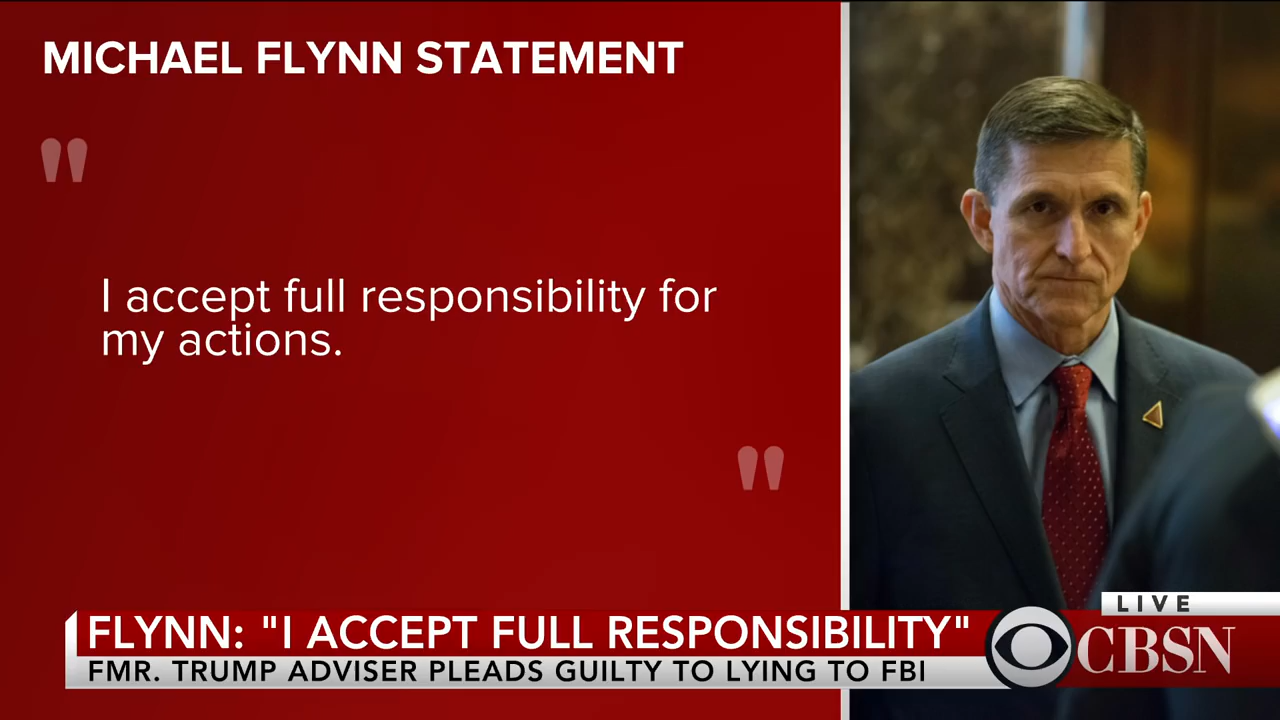 MICHAEL FLYNN STATEMENT
"
I accept full responsibility for
my actions.
"
LIVE
FLYNN: "I ACCEPT FULL RESPONSIBILITY"
FMR. TRUMP ADVISER PLEADS GUILTY TO LYING TO FBI
CBSN